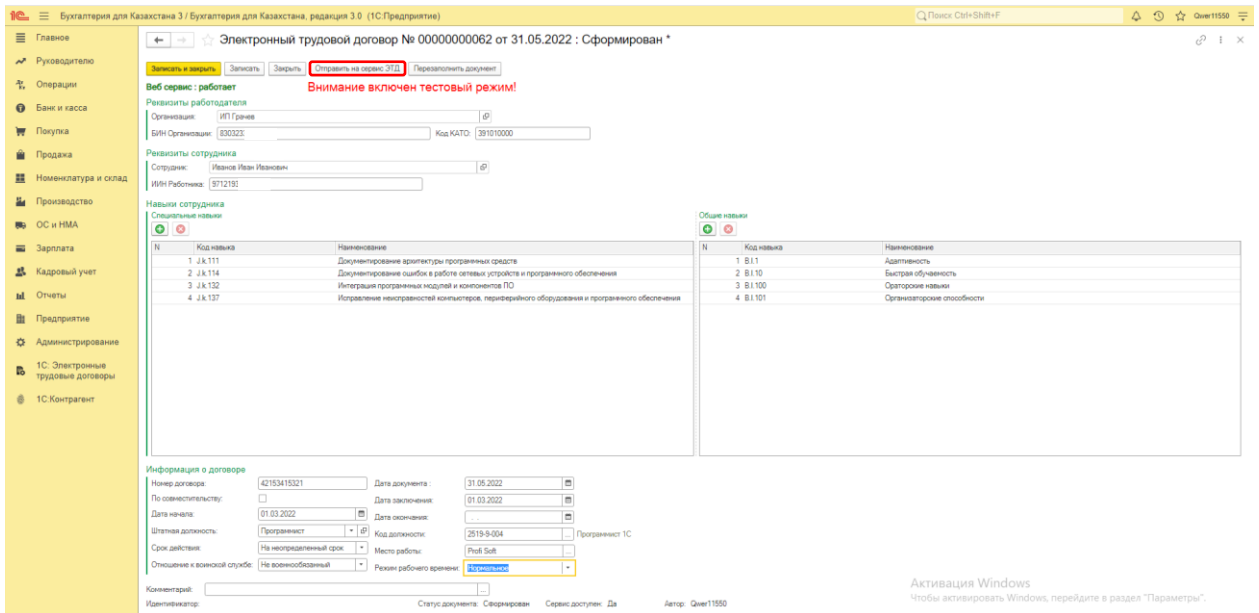 1С Бухгалтерия для Казахстана 3 / Бухгалтерия для Казахстана, редакция 3.0 (1С:Предприятие) Поиск Ctrl+Shift+F Qwer11550
Главное
Руководителю
Операции
Банк и касса
Покупка
Продажа
Номенклатура и склад
Производство
ОС и НМА
Зарплата
Кадровый учет
Отчеты
Предприятие
Администрирование
1С: Электронные
трудовые договоры
1С:Контрагент
Электронный трудовой договор № 00000000062 от 31.05.2022 : Сформирован *
Записать и закрыть Записать Закрыть Отправить на сервис ЭТД Перезаполнить документ
Веб сервис : работает Внимание включен тестовый режим!
Реквизиты работодателя
Организация: ИП Грачев
БИН Организации: 830323 Код КАТО: 391010000
Реквизиты сотрудника
Сотрудник: Иванов Иван Иванович
ИИН Работника: 971219
Навыки сотрудника
Специальные навыки
N Код навыка Наименование
1 J.k.111 Документирование архитектуры программных средств
2 J.k.114 Документирование ошибок в работе сетевых устройств и программного обеспечения
3 J.k.132 Интеграция программных модулей и компонентов ПО
4 J.k.137 Исправление неисправностей компьютеров, периферийного оборудования и программного обеспечения
Общие навыки
N Код навыка Наименование
1 B.I.1 Адаптивность
2 B.I.10 Быстрая обучаемость
3 B.I.100 Ораторские навыки
4 B.I.101 Организаторские способности
Информация о договоре
Номер договора: 42153415321 Дата документа : 31.05.2022
По совместительству: Дата заключения: 01.03.2022
Дата начала: 01.03.2022 Дата окончания: . .
Штатная должность: Программист Код должности: 2519-9-004 ... Программист 1С
Срок действия: На неопределенный срок Место работы: Profi Soft ...
Отношение к воинской службе: Не военнообязанный Режим рабочего времени: Нормальное
Комментарий: ...
Идентификатор: Статус документа: Сформирован Сервис доступен: Да Автор: Qwer11550
Активация Windows
Чтобы активировать Windows, перейдите в раздел "Параметры".